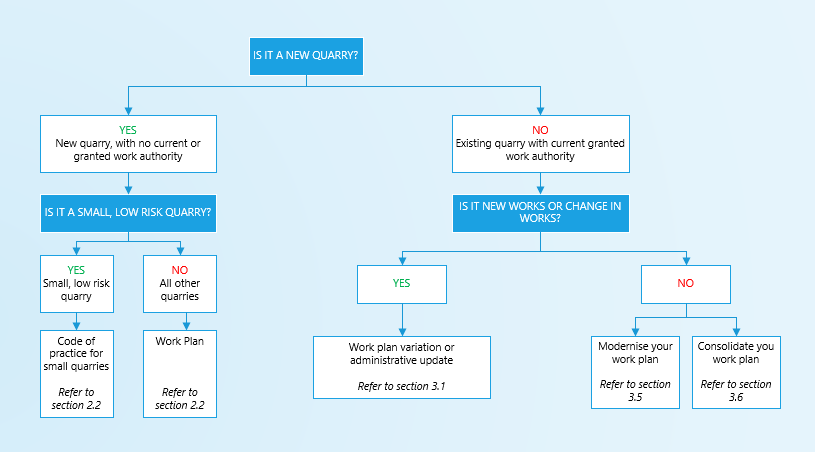 IS IT A NEW QUARRY?
YES
New quarry, with no current or
granted work authority
NO
Existing quarry with current granted
work authority
IS IT A SMALL, LOW RISK QUARRY?
IS IT NEW WORKS OR CHANGE IN
WORKS?
YES
Small, low risk
quarry
NO
All other
quarries
YES
NO
Code of
practice for
small quarries
Refer to
section 2.2
Work Plan
Refer to
section 2.2
Work plan variation or
administrative update
Refer to section 3.1
Modernise your
work plan
Refer to section
3.5
Consolidate you
work plan
Refer to section
3.6